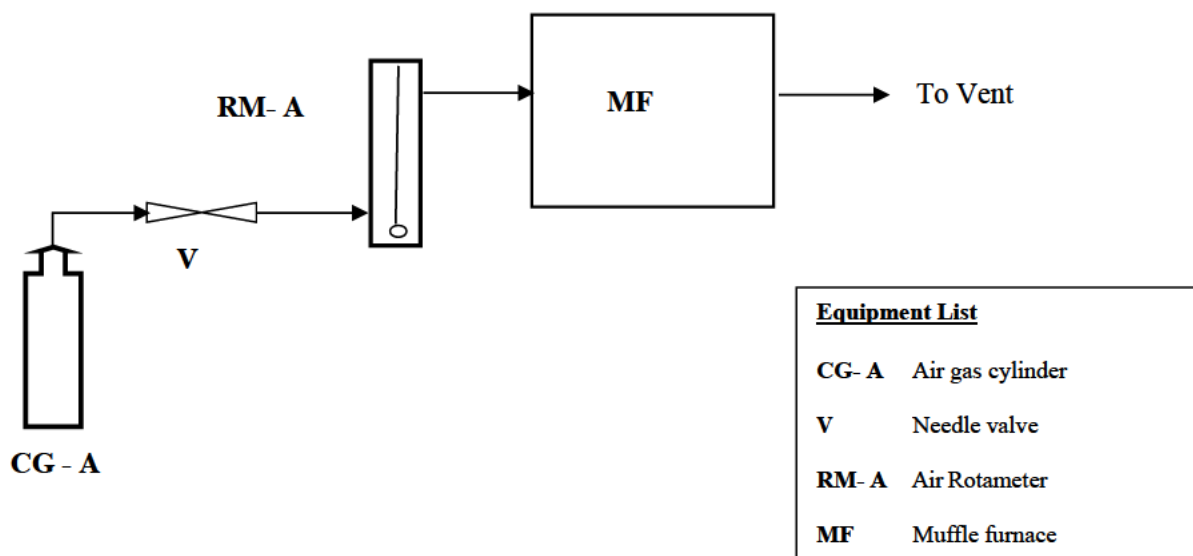 RM- A
MF
To Vent
V
CG - A
Equipment List
CG- A Air gas cylinder
V Needle valve
RM- A Air Rotameter
MF Muffle furnace